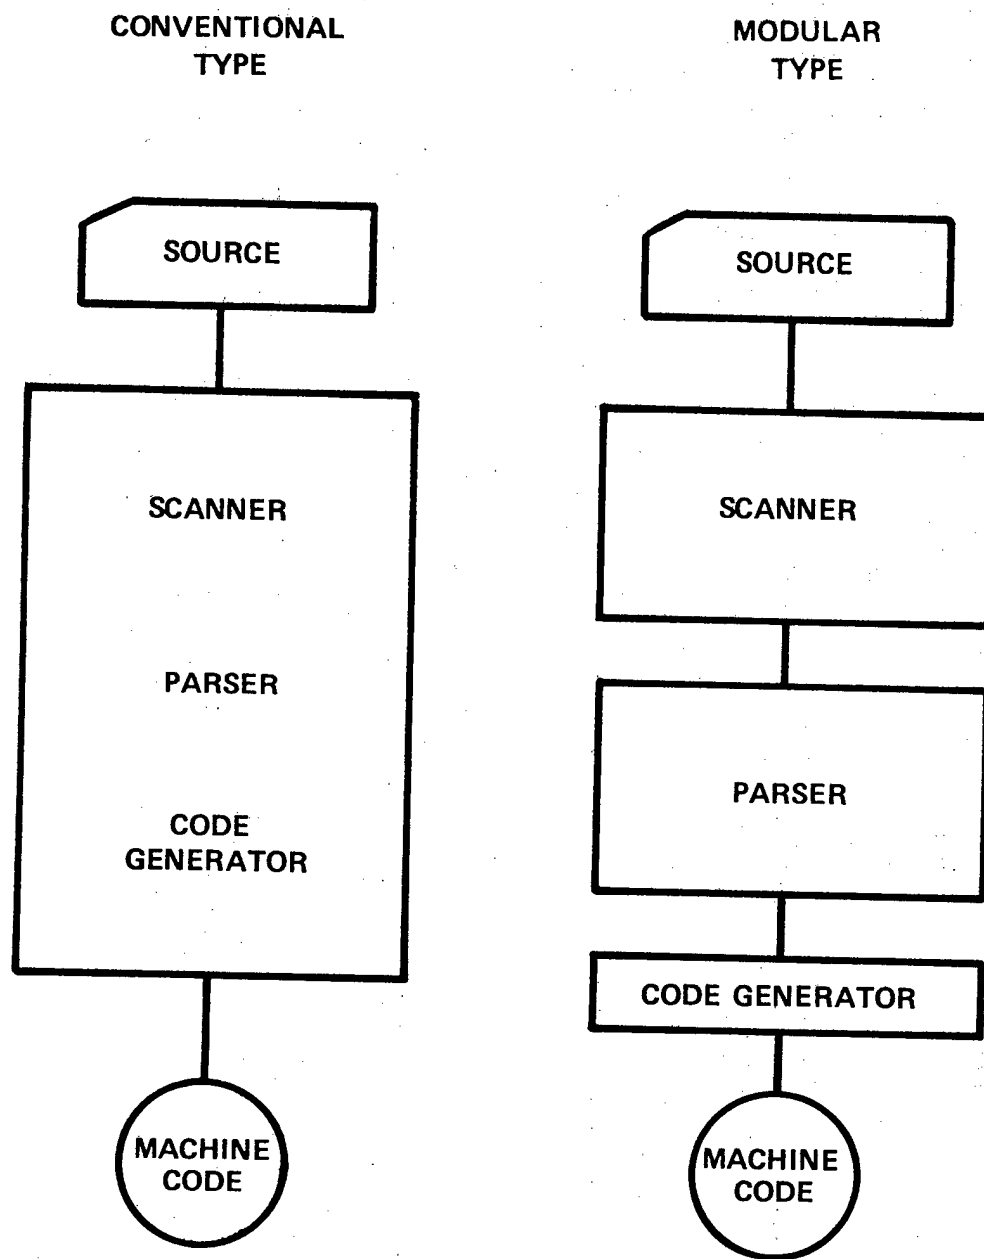 CONVENTIONAL
TYPE
SOURCE
SCANNER
PARSER
CODE
GENERATOR
MACHINE
CODE
MODULAR
TYPE
SOURCE
SCANNER
PARSER
CODE GENERATOR
MACHINE
CODE